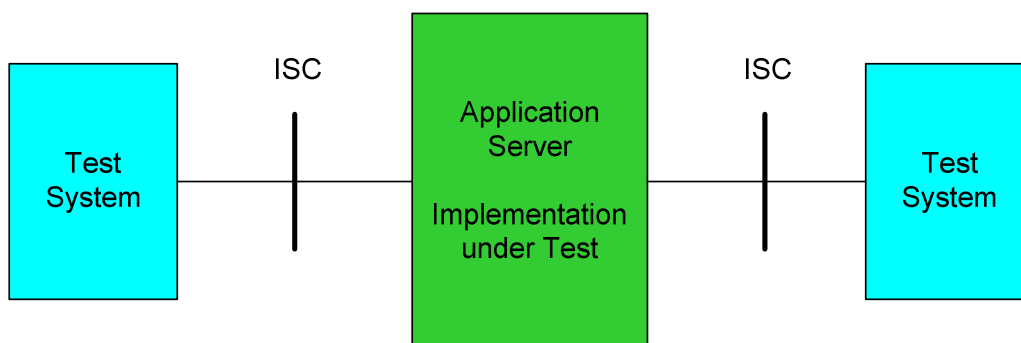 ISC
ISC
Test
System
Application
Server
Implementation
under Test
Test
System